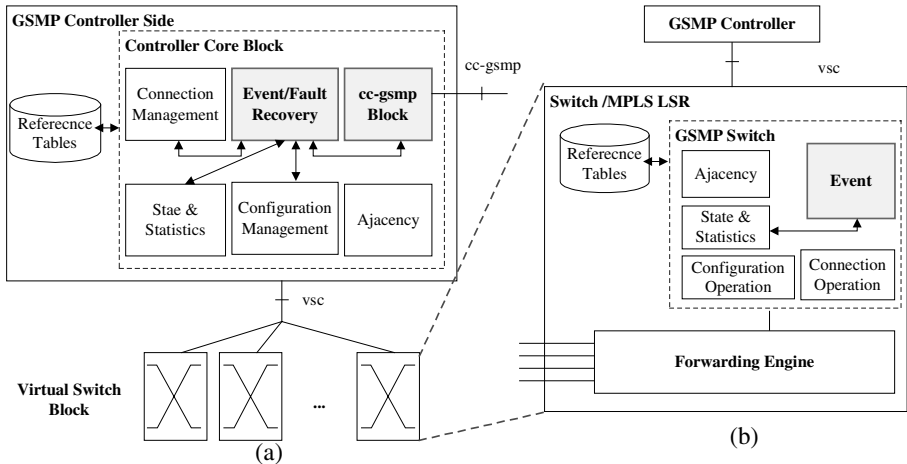 GSMP Controller Side
Controller Core Block
Connection
Management
Event/Fault
Recovery
cc-gsmp
Block
cc-gsmp
Referecnce
Tables
Stae &
Statistics
Configuration
Management
Ajacency
vsc
Virtual Switch
Block
...
(a)
GSMP Controller
vsc
Switch /MPLS LSR
GSMP Switch
Referecnce
Tables
Ajacency
Event
State &
Statistics
Configuration
Operation
Connection
Operation
Forwarding Engine
(b)